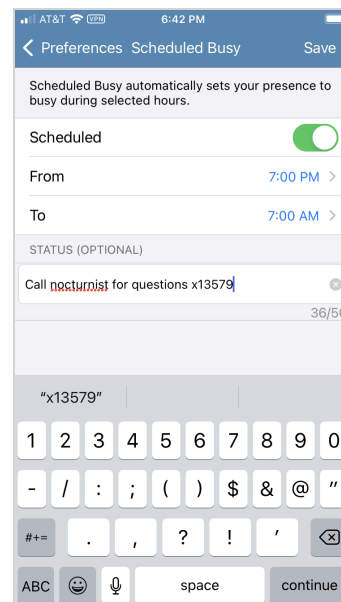 AT&T VPN 6:42 PM
Preferences Scheduled Busy Save
Scheduled Busy automatically sets your presence to
busy during selected hours.
Scheduled
From 7:00 PM
To 7:00 AM
STATUS (OPTIONAL)
Call nocturnist for questions x13579
36/50
“x13579”
1 2 3 4 5 6 7 8 9 0
- / : ; ( ) $ & @ "
#+= . , ? ! '
ABC space continue